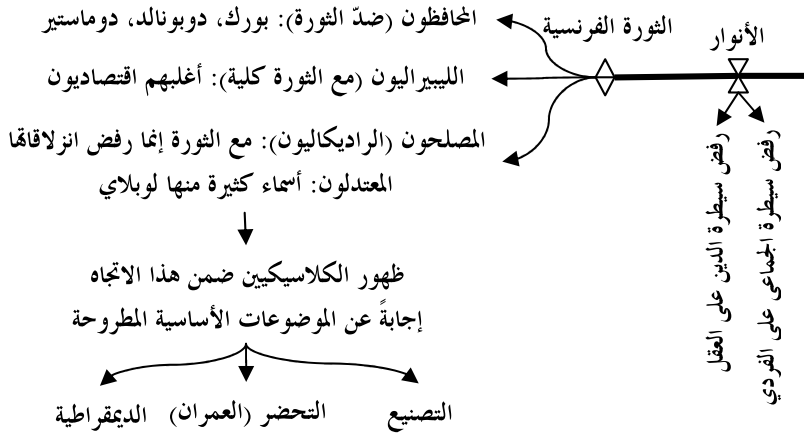 الأنوار
الثورة الفرنسية
رفض سيطرة الجماعي على الفردي
رفض سيطرة الدين على العقل
المحافظون (ضدّ الثورة): بورك، دوبونالد، دوماستير
الليبيراليون (مع الثورة كلية): أغلبهم اقتصاديون
المصلحون (الراديكاليون): مع الثورة إنما رفض انزلاقاتها
المعتدلون: أسماء كثيرة منها لوبلاي
ظهور الكلاسيكيين ضمن هذا الاتجاه
إجابةً عن الموضوعات الأساسية المطروحة
التصنيع
التحضر (العمران)
الديمقراطية